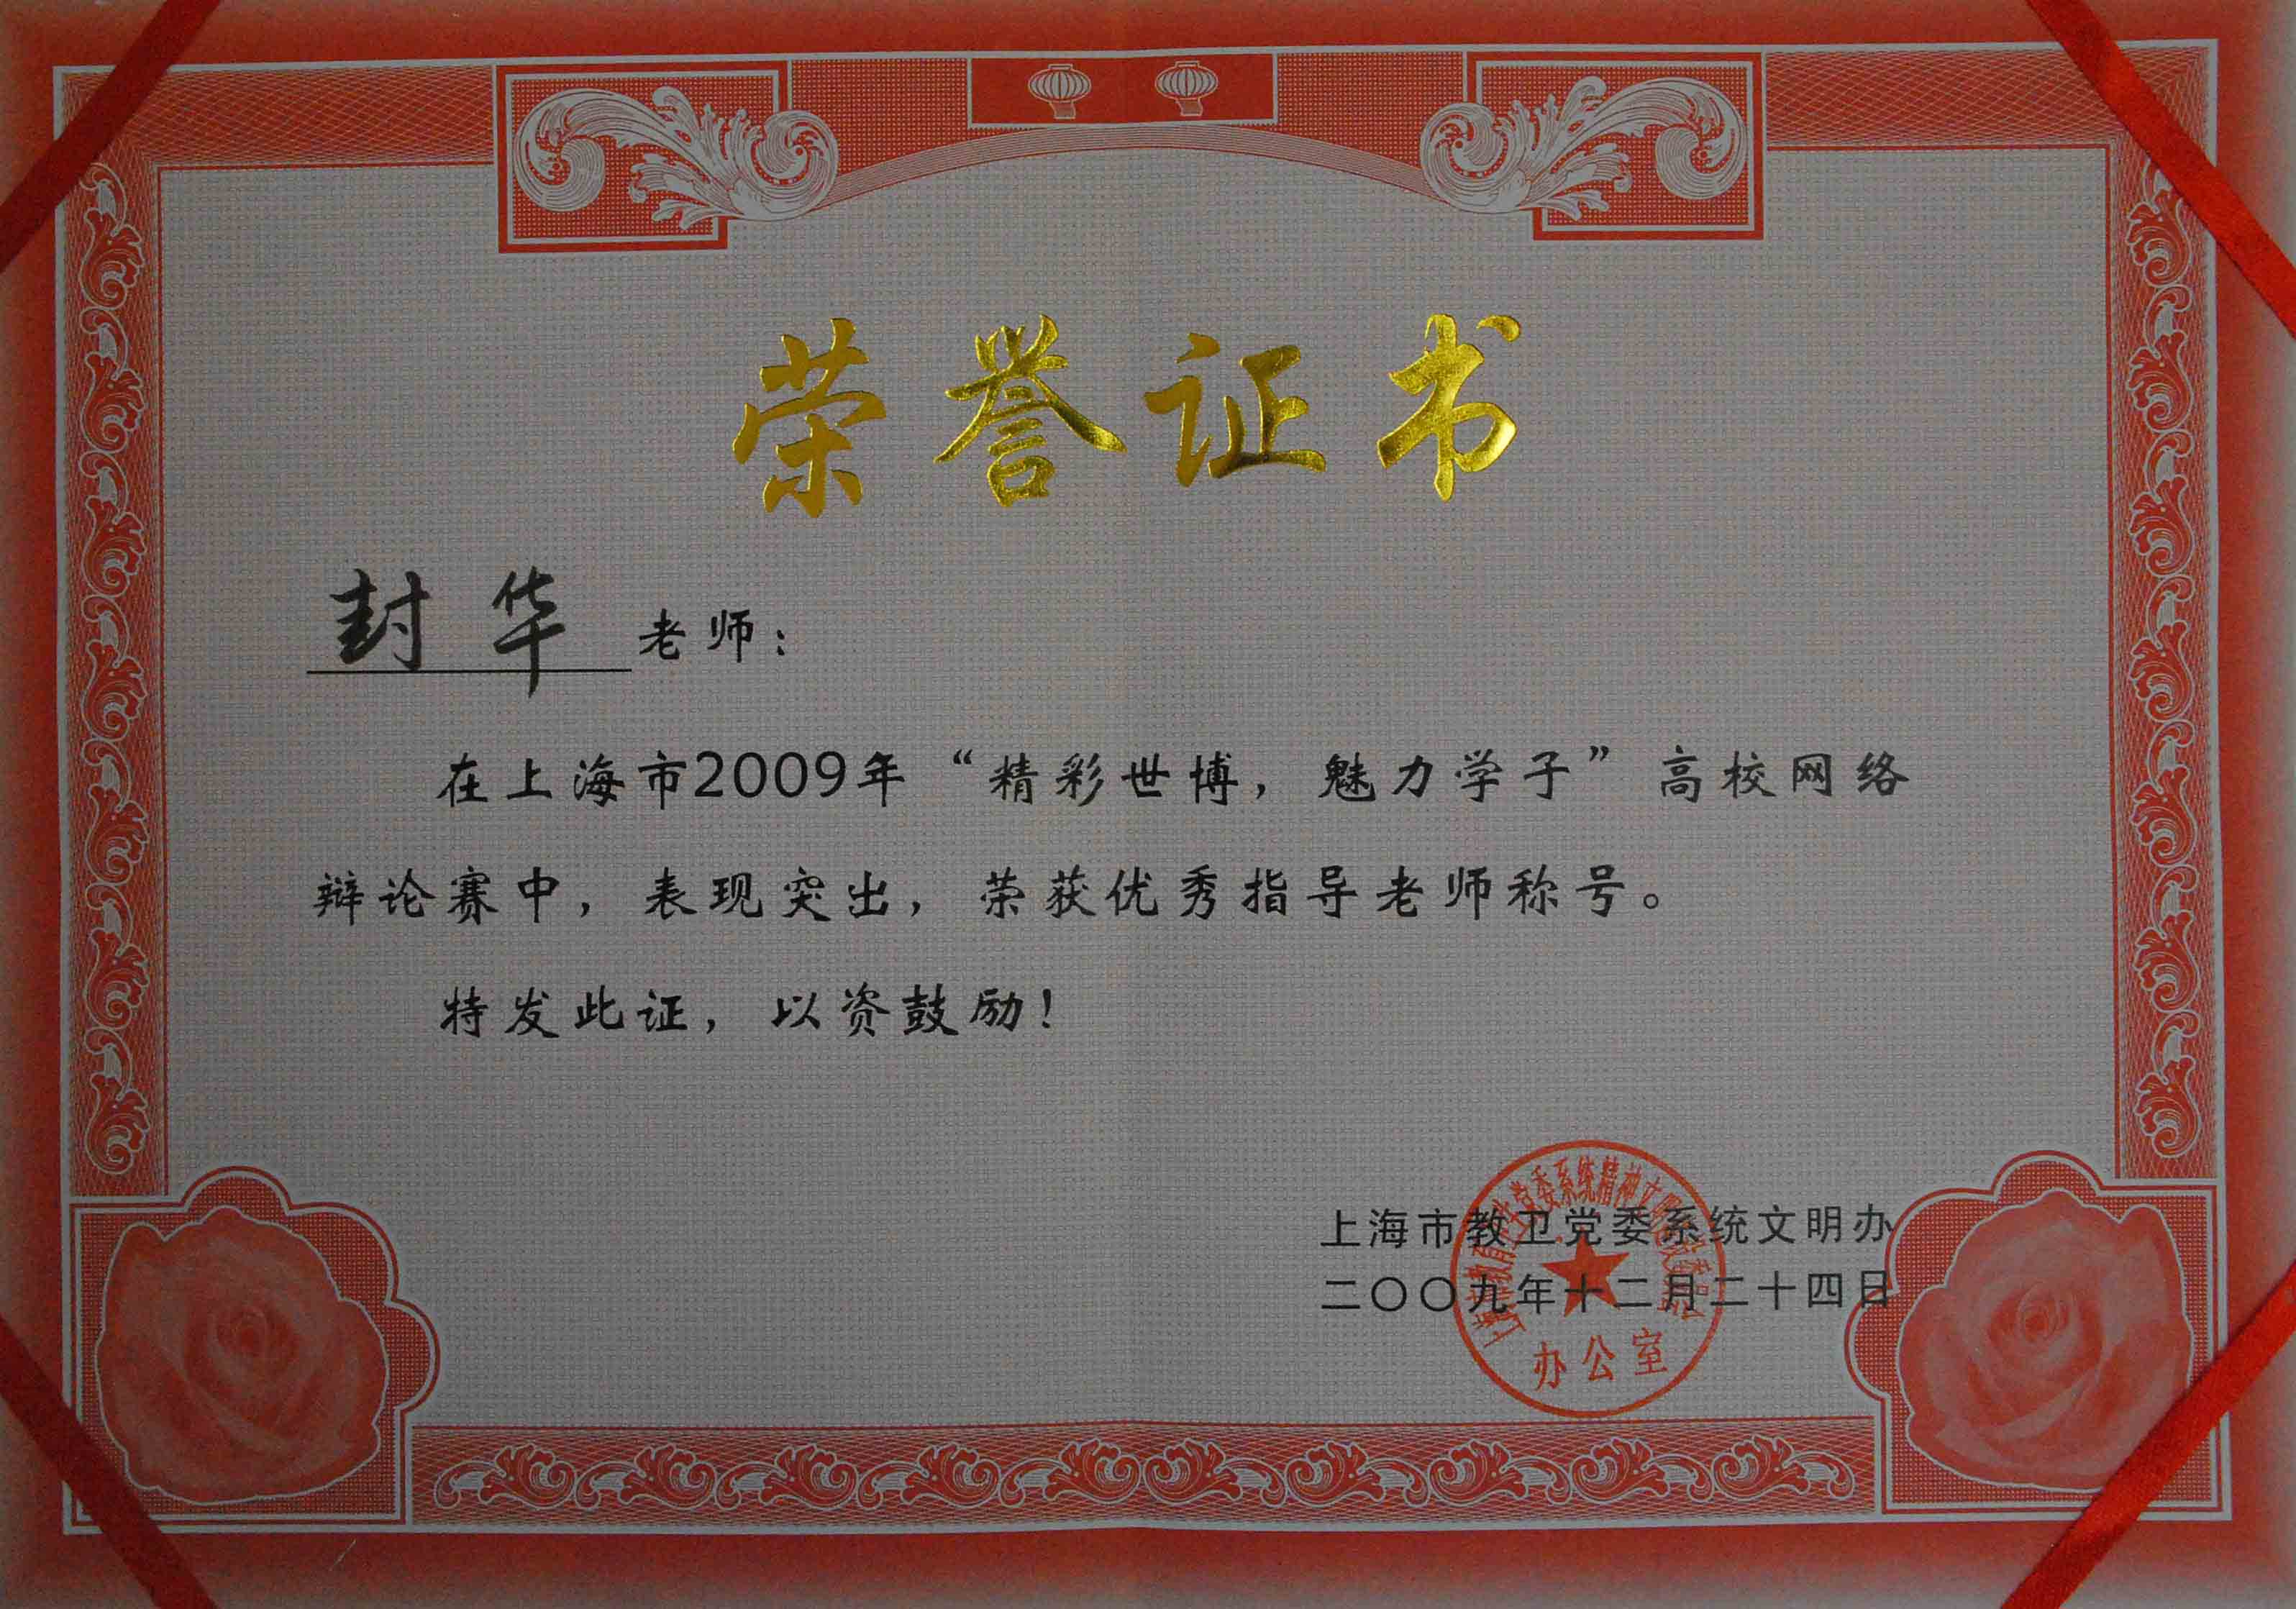 荣誉证书
封华老师：
在上海市2009年“精彩世博，魅力学子”高校网络
辩论赛中，表现突出，荣获优秀指导老师称号。
特发此证，以资鼓励！
上海市教卫党委系统文明办
二〇〇九年十二月二十四日
办公室